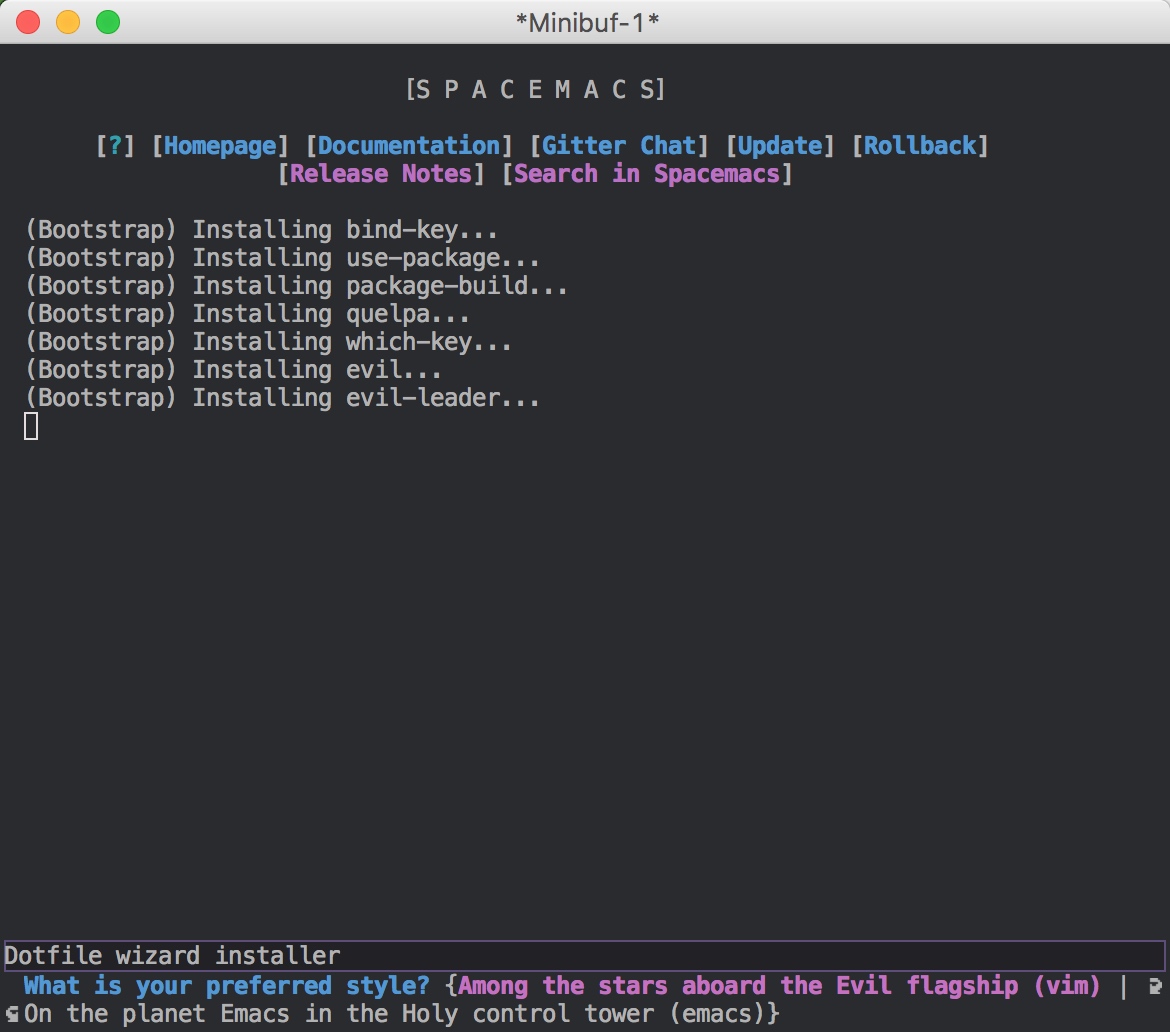 *Minibuf-1*
[S P A C E M A C S]
[?] [Homepage] [Documentation] [Gitter Chat] [Update] [Rollback]
[Release Notes] [Search in Spacemacs]
(Bootstrap) Installing bind-key...
(Bootstrap) Installing use-package...
(Bootstrap) Installing package-build...
(Bootstrap) Installing quelpa...
(Bootstrap) Installing which-key...
(Bootstrap) Installing evil...
(Bootstrap) Installing evil-leader...
Dotfile wizard installer
What is your preferred style? {Among the stars aboard the Evil flagship (vim) |
On the planet Emacs in the Holy control tower (emacs)}